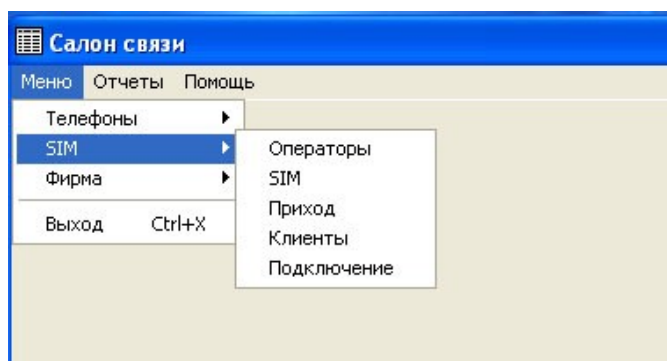 Салон связи
Меню Отчеты Помощь
Телефоны
SIM
Фирма
Выход Ctrl+X
Операторы
SIM
Приход
Клиенты
Подключение